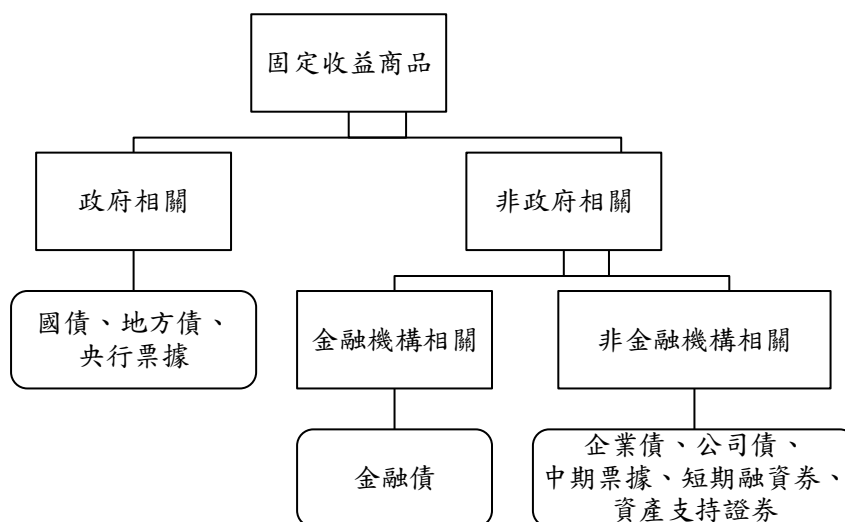 固定收益商品
政府相關
非政府相關
國債、地方債、
央行票據
金融機構相關
非金融機構相關
金融債
企業債、公司債、
中期票據、短期融資券、
資產支持證券